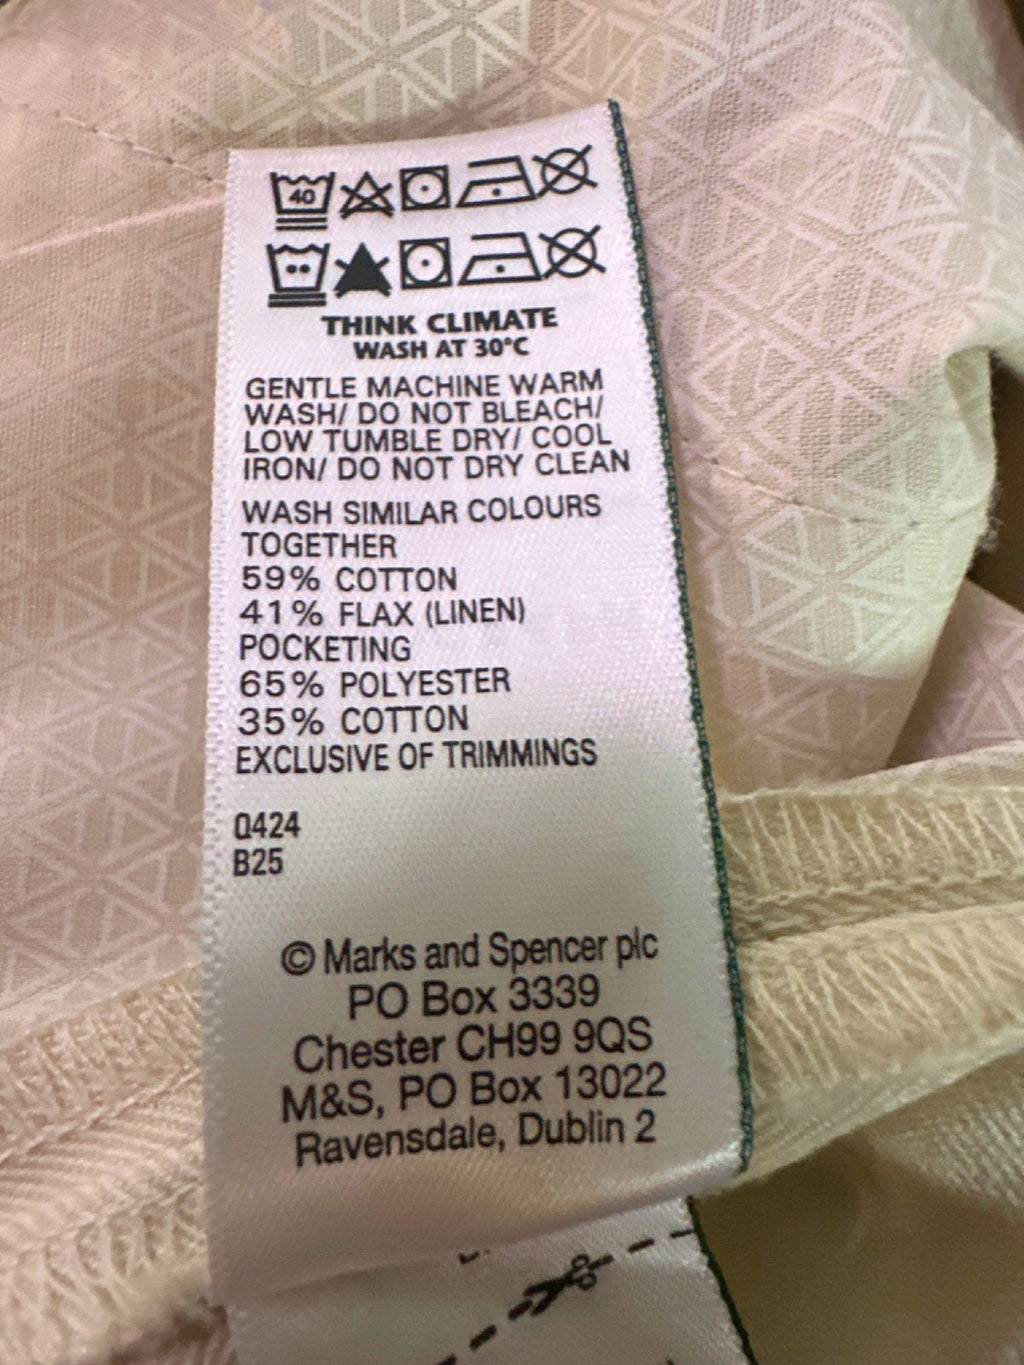 40
THINK CLIMATE
WASH AT 30°C
GENTLE MACHINE WARM
WASH/ DO NOT BLEACH/
LOW TUMBLE DRY/ COOL
IRON/ DO NOT DRY CLEAN
WASH SIMILAR COLOURS
TOGETHER
59% COTTON
41% FLAX (LINEN)
POCKETING
65% POLYESTER
35% COTTON
EXCLUSIVE OF TRIMMINGS
Q424
B25
© Marks and Spencer plc
PO Box 3339
Chester CH99 9QS
M&S, PO Box 13022
Ravensdale, Dublin 2